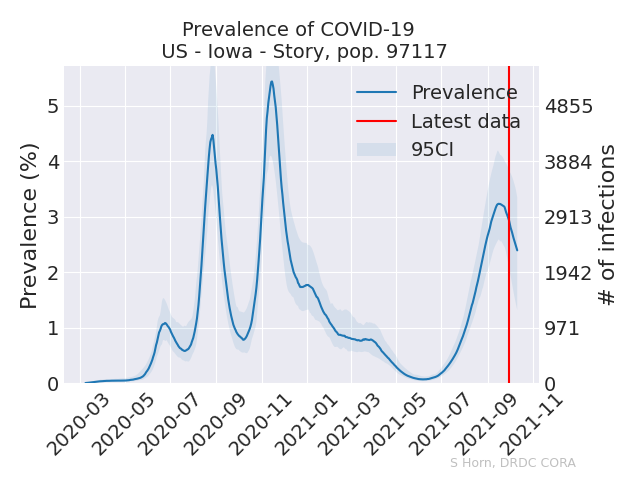 Prevalence of COVID-19
US - Iowa - Story, pop. 97117
Prevalence
Latest data
95CI
Prevalence (%)
5
4
3
2
1
0
# of infections
4855
3884
2913
1942
971
0
2020-03
2020-05
2020-07
2020-09
2020-11
2021-01
2021-03
2021-05
2021-07
2021-09
2021-11
S Horn, DRDC CORA